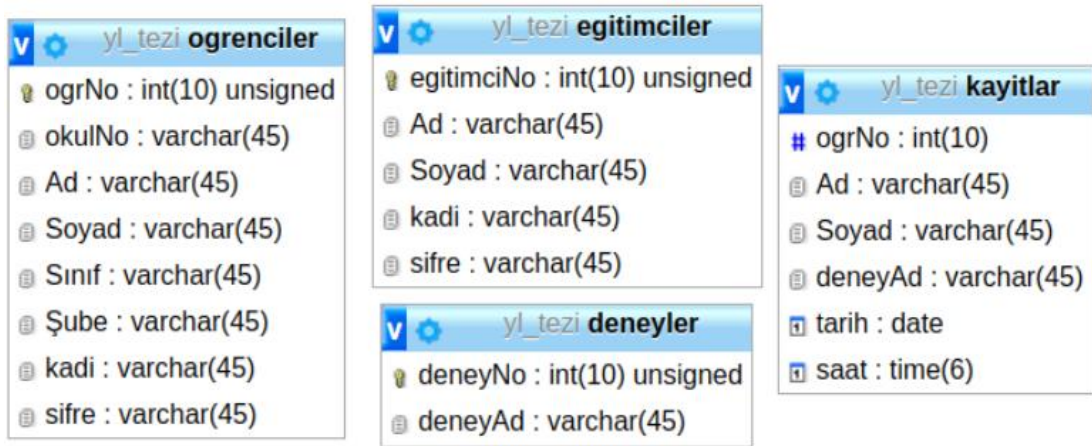 yl_tezi ogrenciler
ogrNo : int(10) unsigned
okulNo : varchar(45)
Ad : varchar(45)
Soyad : varchar(45)
Sınıf : varchar(45)
Şube : varchar(45)
kadi : varchar(45)
sifre : varchar(45)
yl_tezi egitimciler
egitimciNo : int(10) unsigned
Ad : varchar(45)
Soyad : varchar(45)
kadi : varchar(45)
sifre : varchar(45)
yl_tezi deneyler
deneyNo : int(10) unsigned
deneyAd : varchar(45)
yl_tezi kayitlar
ogrNo : int(10)
Ad : varchar(45)
Soyad : varchar(45)
deneyAd : varchar(45)
tarih : date
saat : time(6)